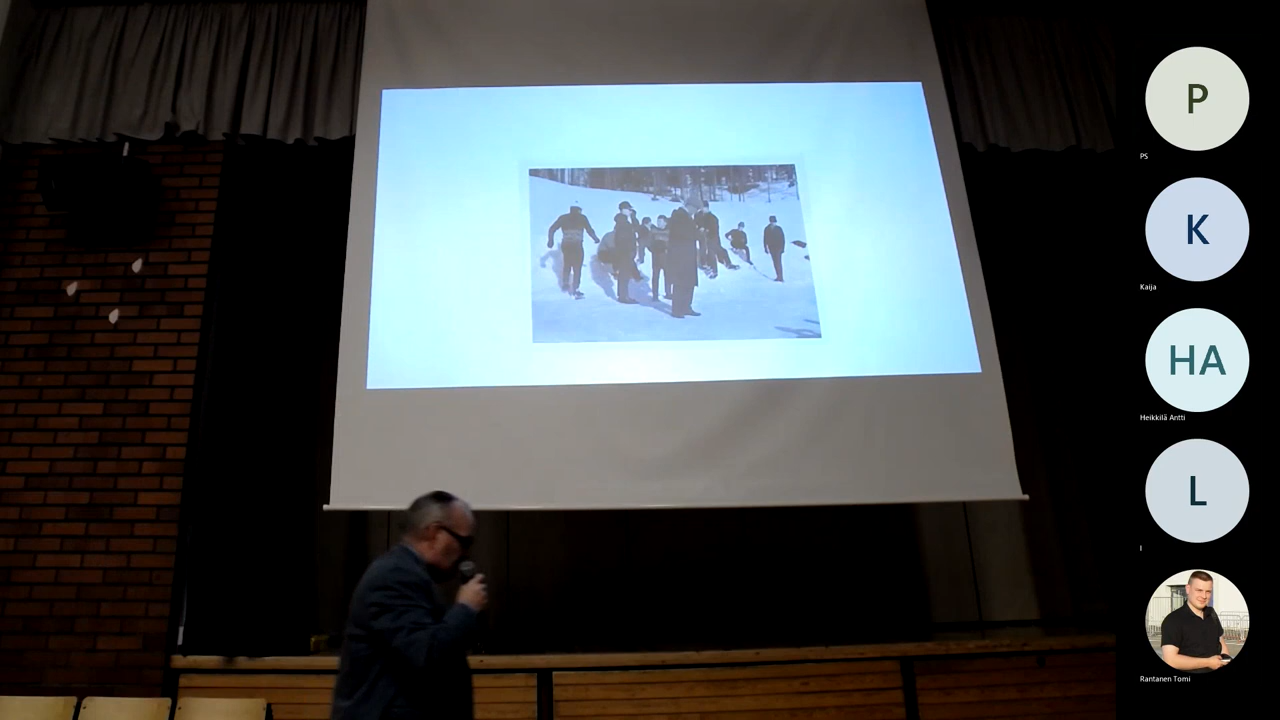 P
PS
K
Kaija
HA
Heikkilä Antti
L
l
Rantanen Tomi